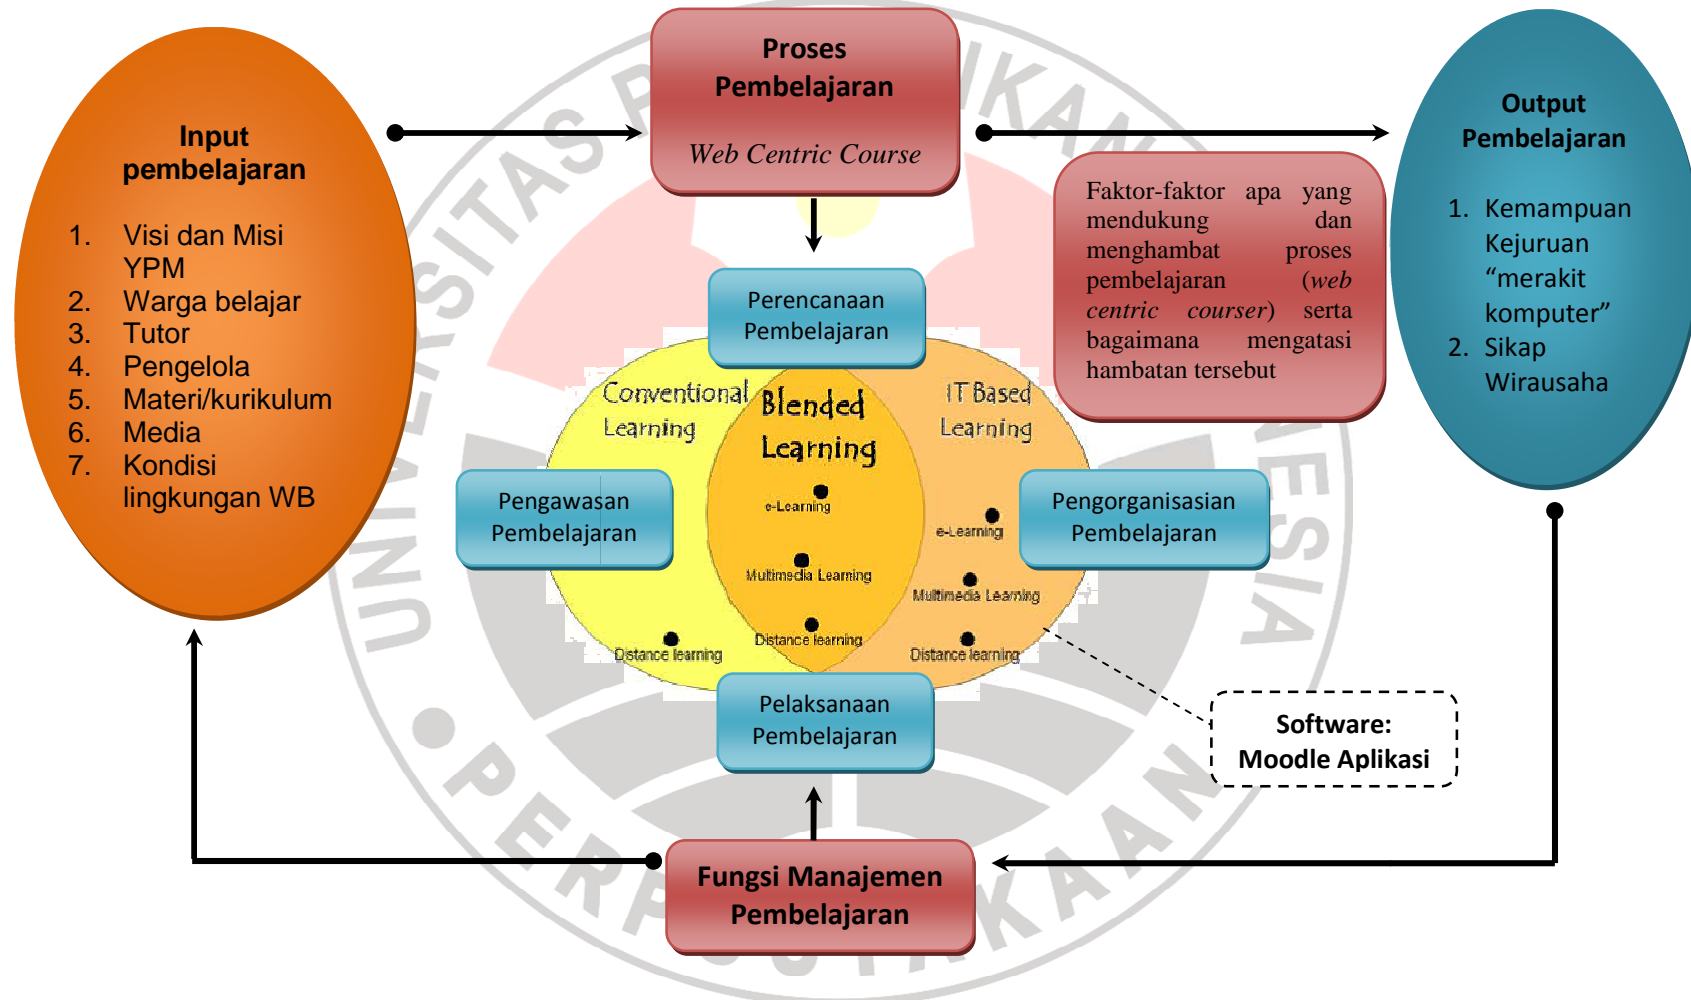 Proses
Pembelajaran
Web Centric Course
Input
pembelajaran
1. Visi dan Misi
YPM
2. Warga belajar
3. Tutor
4. Pengelola
5. Materi/kurikulum
6. Media
7. Kondisi
lingkungan WB
Output
Pembelajaran
1. Kemampuan
Kejuruan
“merakit
komputer”
2. Sikap
Wirausaha
Faktor-faktor apa yang
mendukung dan
menghambat proses
pembelajaran (web
centric courser) serta
bagaimana mengatasi
hambatan tersebut
Perencanaan
Pembelajaran
Conventional
Learning
Blended
Learning
IT Based
Learning
e-Learning
Multimedia Learning
Distance learning
e-Learning
Multimedia Learning
Distance learning
Distance learning
Pengawasan
Pembelajaran
Pengorganisasian
Pembelajaran
Pelaksanaan
Pembelajaran
Software:
Moodle Aplikasi
Fungsi Manajemen
Pembelajaran